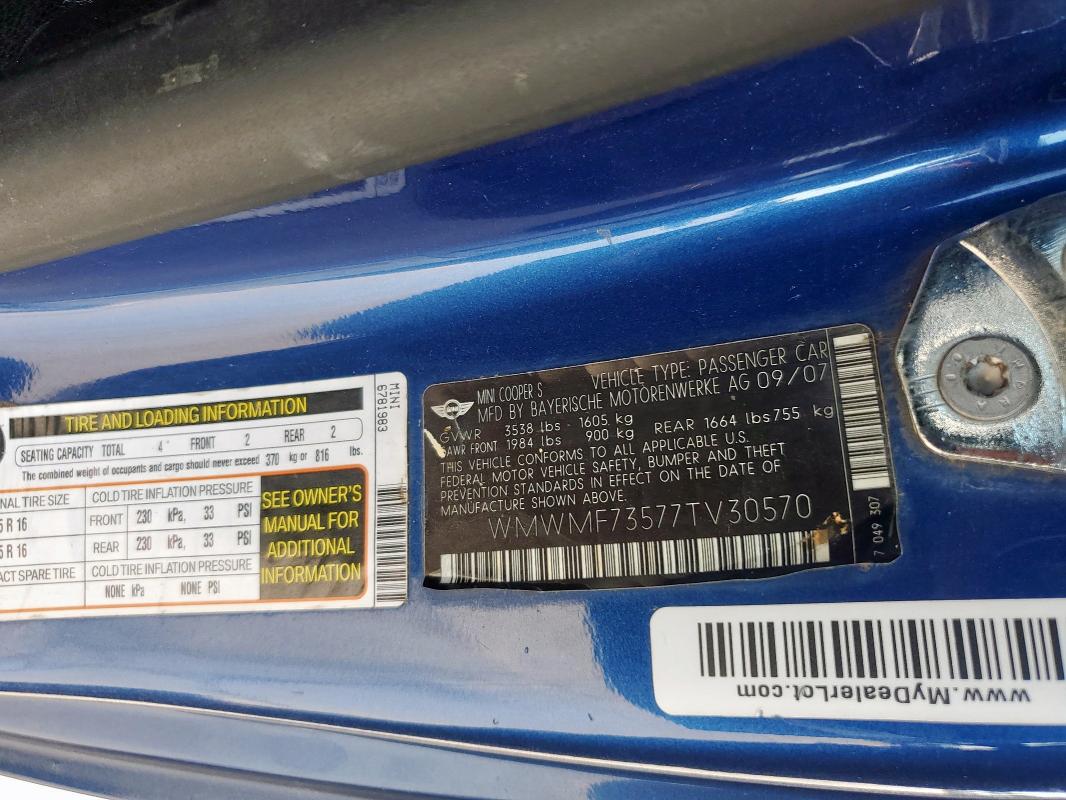 TIRE AND LOADING INFORMATION
SEATING CAPACITY TOTAL 4 FRONT 2 REAR 2
The combined weight of occupants and cargo should never exceed 370 kg or 816 lbs.
TIRE SIZE COLD TIRE INFLATION PRESSURE
R 16 FRONT 230 kPa, 33 PSI
R 16 REAR 230 kPa, 33 PSI
SPARE TIRE COLD TIRE INFLATION PRESSURE
NONE kPa NONE PSI
SEE OWNER'S
MANUAL FOR
ADDITIONAL
INFORMATION
MINI
6781983
MINI COOPER S VEHICLE TYPE: PASSENGER CAR
MFD BY BAYERISCHE MOTORENWERKE AG 09/07
GVWR 3538 lbs - 1605 kg
GAWR FRONT 1984 lbs 900 kg REAR 1664 lbs 755 kg
THIS VEHICLE CONFORMS TO ALL APPLICABLE U.S.
FEDERAL MOTOR VEHICLE SAFETY, BUMPER AND THEFT
PREVENTION STANDARDS IN EFFECT ON THE DATE OF
MANUFACTURE SHOWN ABOVE.
WMWMF73577TV30570
7 049 307
www.MyDealerLot.com